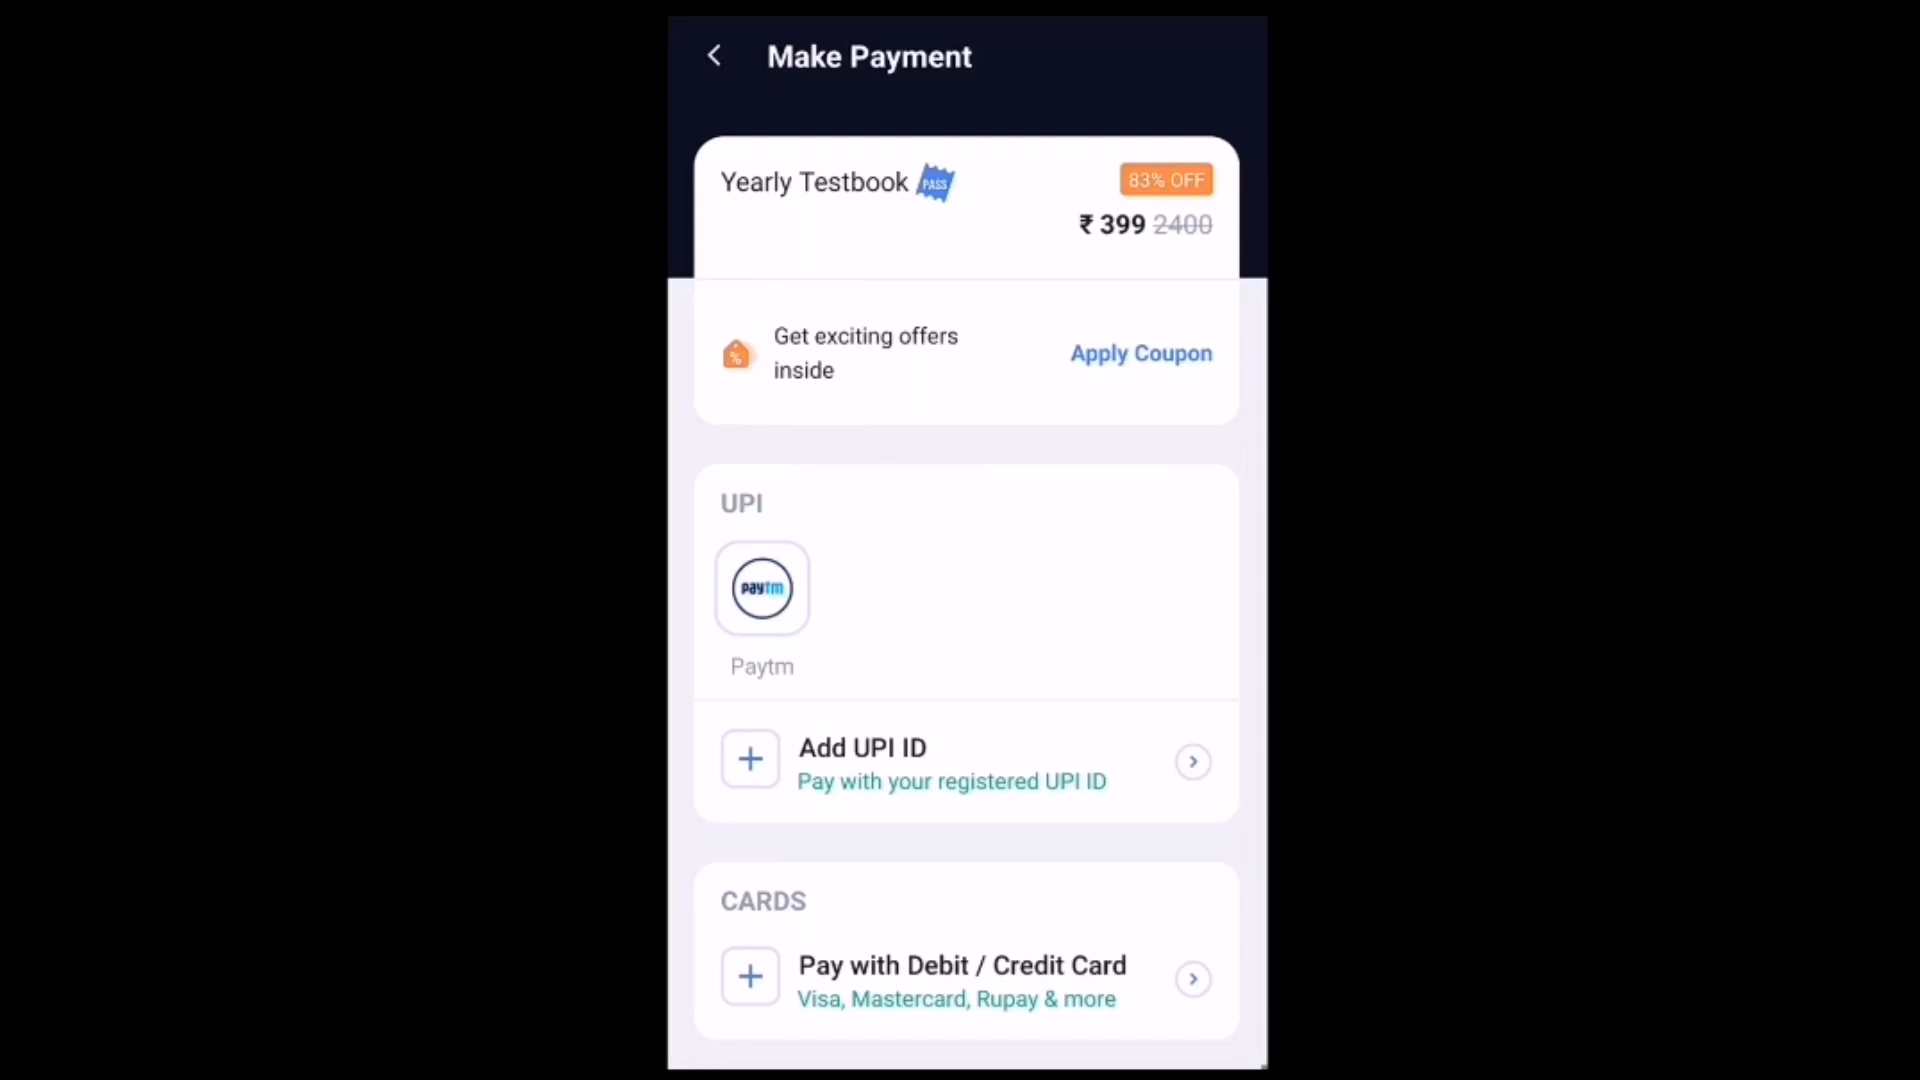 Make Payment
Yearly Testbook PASS
83% OFF
₹ 399 2400
Get exciting offers
inside
Apply Coupon
UPI
paytm
Paytm
Add UPI ID
Pay with your registered UPI ID
CARDS
Pay with Debit / Credit Card
Visa, Mastercard, Rupay & more